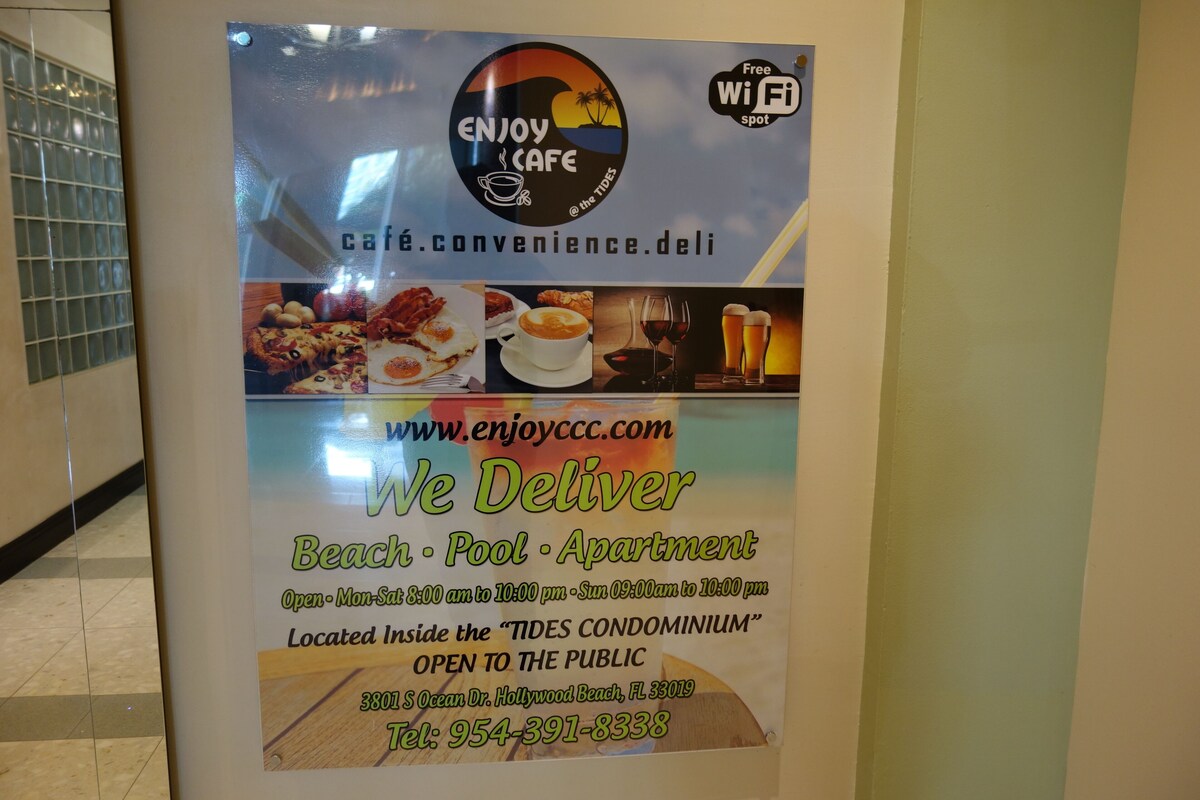 ENJOY
CAFE
@ the TIDES
Free
WiFi
spot
café.convenience.deli
www.enjoyccc.com
We Deliver
Beach · Pool · Apartment
Open · Mon-Sat 8:00 am to 10:00 pm · Sun 09:00am to 10:00 pm
Located Inside the “TIDES CONDOMINIUM”
OPEN TO THE PUBLIC
3801 S Ocean Dr. Hollywood Beach, FL 33019
Tel: 954-391-8338